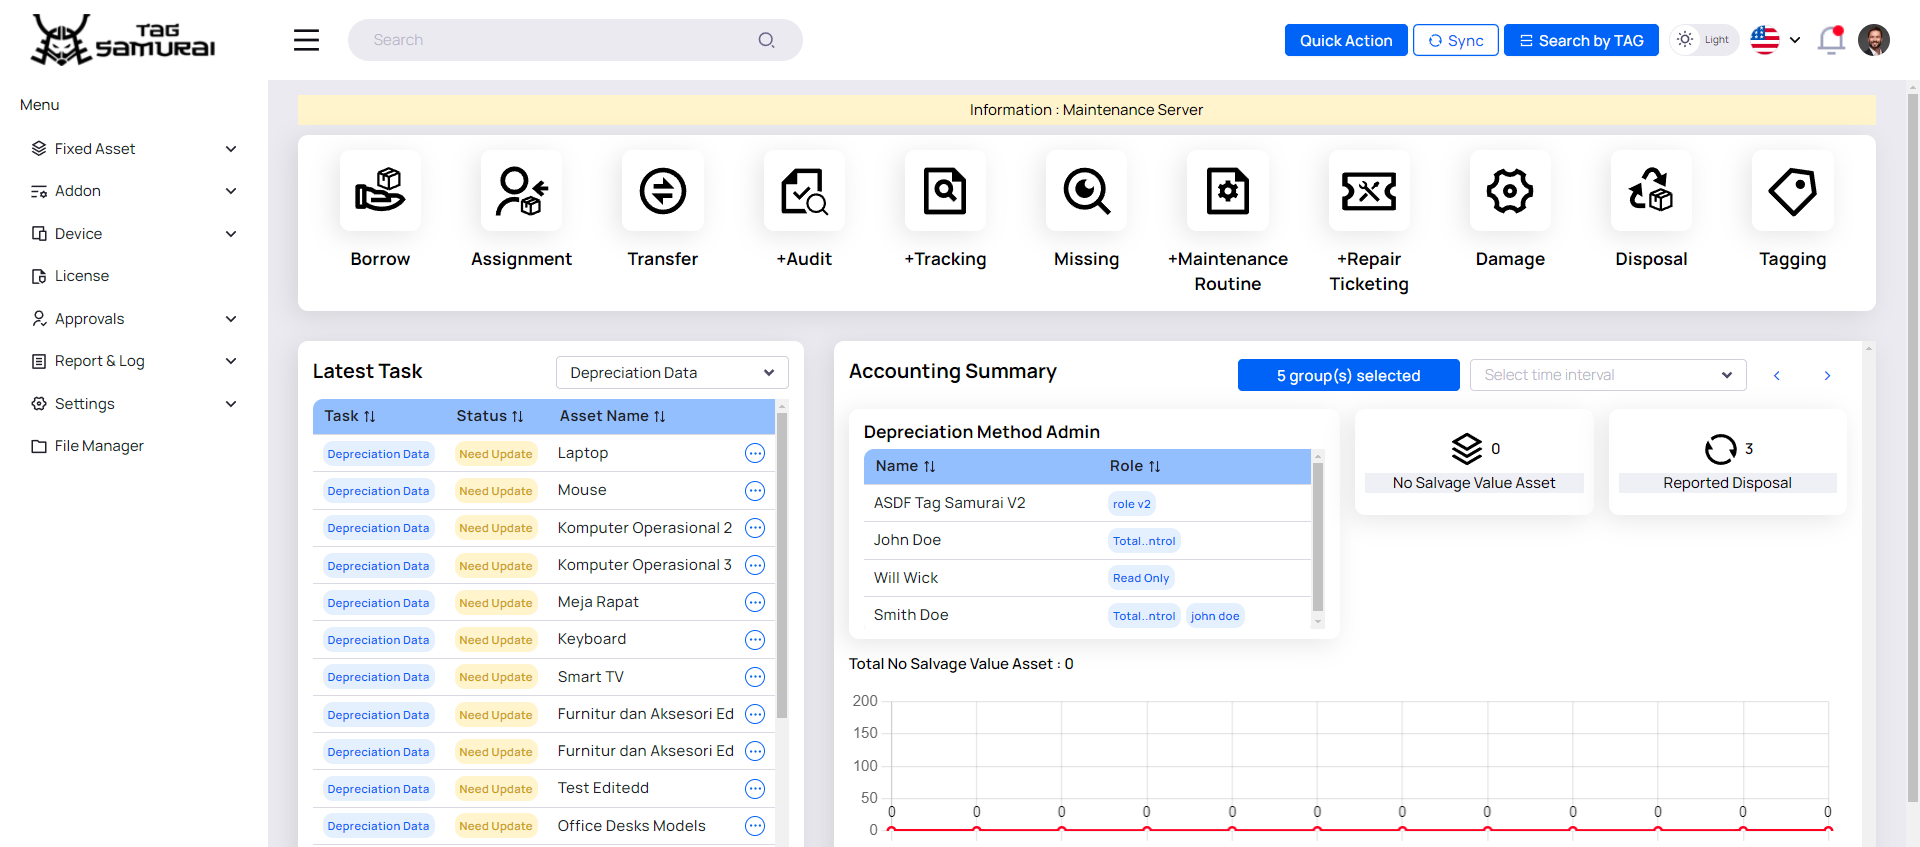 TAG
SAMURAI
Search
Quick Action
Sync
Search by TAG
Light
Menu
Fixed Asset
Addon
Device
License
Approvals
Report & Log
Settings
File Manager
Information : Maintenance Server
Borrow
Assignment
Transfer
+Audit
+Tracking
Missing
+Maintenance
Routine
+Repair
Ticketing
Damage
Disposal
Tagging
Latest Task
Depreciation Data
Task Status Asset Name
Depreciation Data Need Update Laptop
Depreciation Data Need Update Mouse
Depreciation Data Need Update Komputer Operasional 2
Depreciation Data Need Update Komputer Operasional 3
Depreciation Data Need Update Meja Rapat
Depreciation Data Need Update Keyboard
Depreciation Data Need Update Smart TV
Depreciation Data Need Update Furnitur dan Aksesori Ed
Depreciation Data Need Update Furnitur dan Aksesori Ed
Depreciation Data Need Update Test Editedd
Depreciation Data Need Update Office Desks Models
Accounting Summary
5 group(s) selected
Select time interval
Depreciation Method Admin
Name Role
ASDF Tag Samurai V2 role v2
John Doe Total..ntrol
Will Wick Read Only
Smith Doe Total..ntrol john doe
0
No Salvage Value Asset
3
Reported Disposal
Total No Salvage Value Asset : 0
200
150
100
50
0
0 0 0 0 0 0 0 0 0 0 0 0